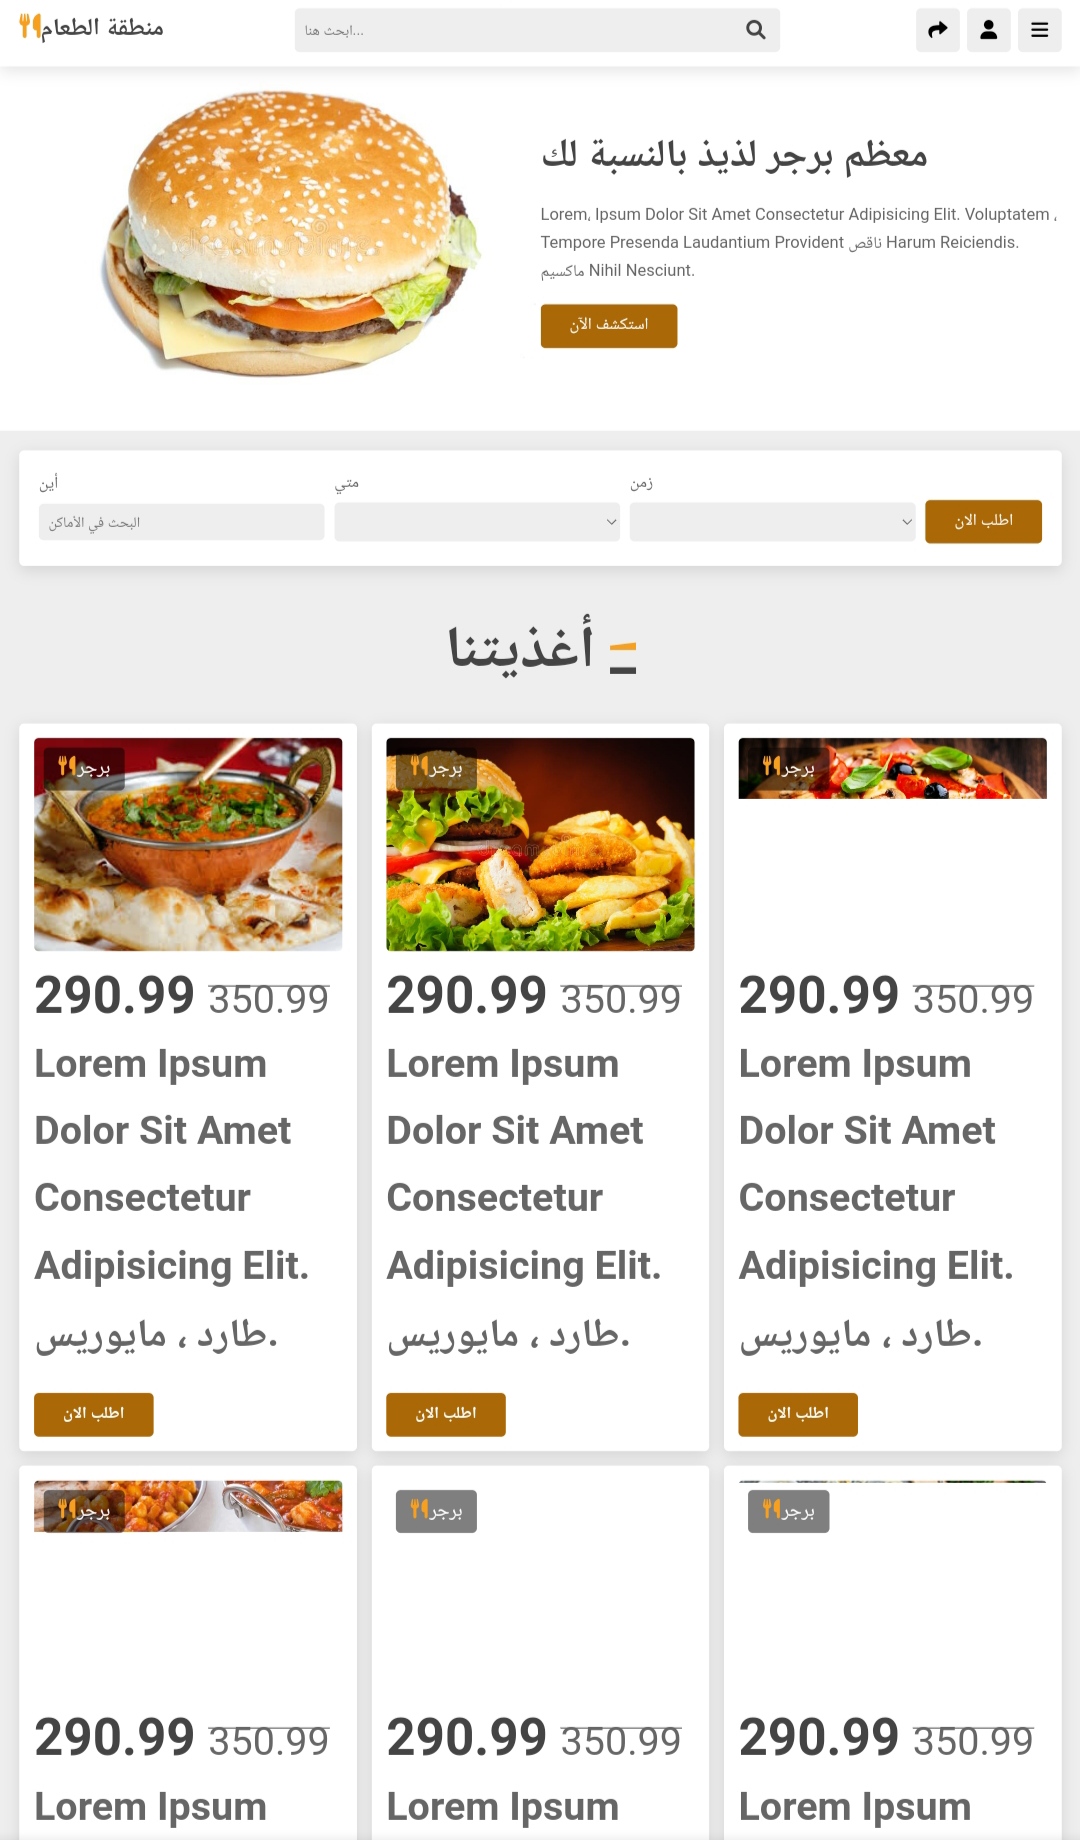 منطقة الطعام
ابحث هنا...
معظم برجر لذيذ بالنسبة لك
Lorem, Ipsum Dolor Sit Amet Consectetur Adipisicing Elit. Voluptatem ،
Tempore Presenda Laudantium Provident ناقص Harum Reiciendis.
ماكسيم Nihil Nesciunt.
استكشف الآن
أين
متي
زمن
البحث في الأماكن
اطلب الان
أغذيتنا
برجر
برجر
برجر
290.99 350.99
Lorem Ipsum
Dolor Sit Amet
Consectetur
Adipisicing Elit.
طارد ، مايوريس.
اطلب الان
290.99 350.99
Lorem Ipsum
Dolor Sit Amet
Consectetur
Adipisicing Elit.
طارد ، مايوريس.
اطلب الان
290.99 350.99
Lorem Ipsum
Dolor Sit Amet
Consectetur
Adipisicing Elit.
طارد ، مايوريس.
اطلب الان
برجر
برجر
برجر
290.99 350.99
Lorem Ipsum
290.99 350.99
Lorem Ipsum
290.99 350.99
Lorem Ipsum